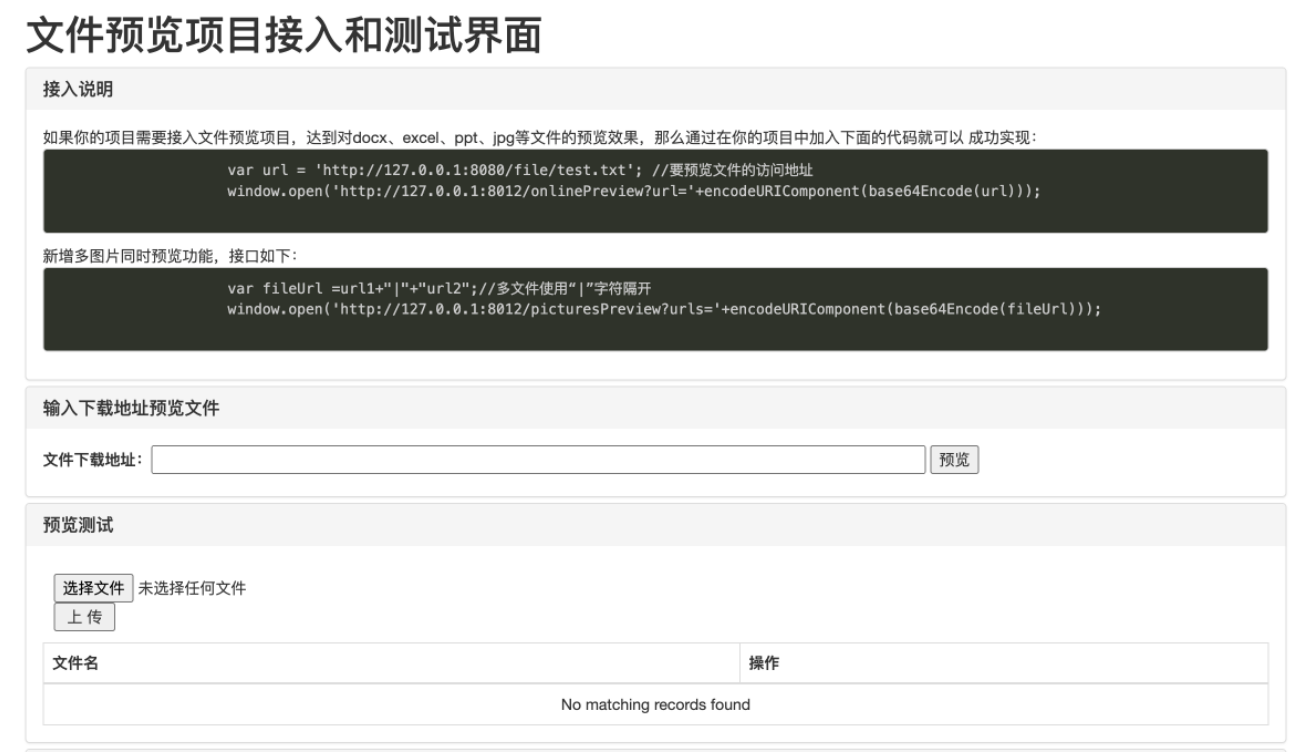 文件预览项目接入和测试界面
接入说明
如果你的项目需要接入文件预览项目，达到对docx、excel、ppt、jpg等文件的预览效果，那么通过在你的项目中加入下面的代码就可以 成功实现：
var url = 'http://127.0.0.1:8080/file/test.txt'; //要预览文件的访问地址
window.open('http://127.0.0.1:8012/onlinePreview?url='+encodeURIComponent(base64Encode(url)));
新增多图片同时预览功能，接口如下：
var fileUrl =url1+"|"+"url2";//多文件使用“|”字符隔开
window.open('http://127.0.0.1:8012/picturesPreview?urls='+encodeURIComponent(base64Encode(fileUrl)));
输入下载地址预览文件
文件下载地址： 预览
预览测试
选择文件 未选择任何文件
上 传
文件名 操作
No matching records found